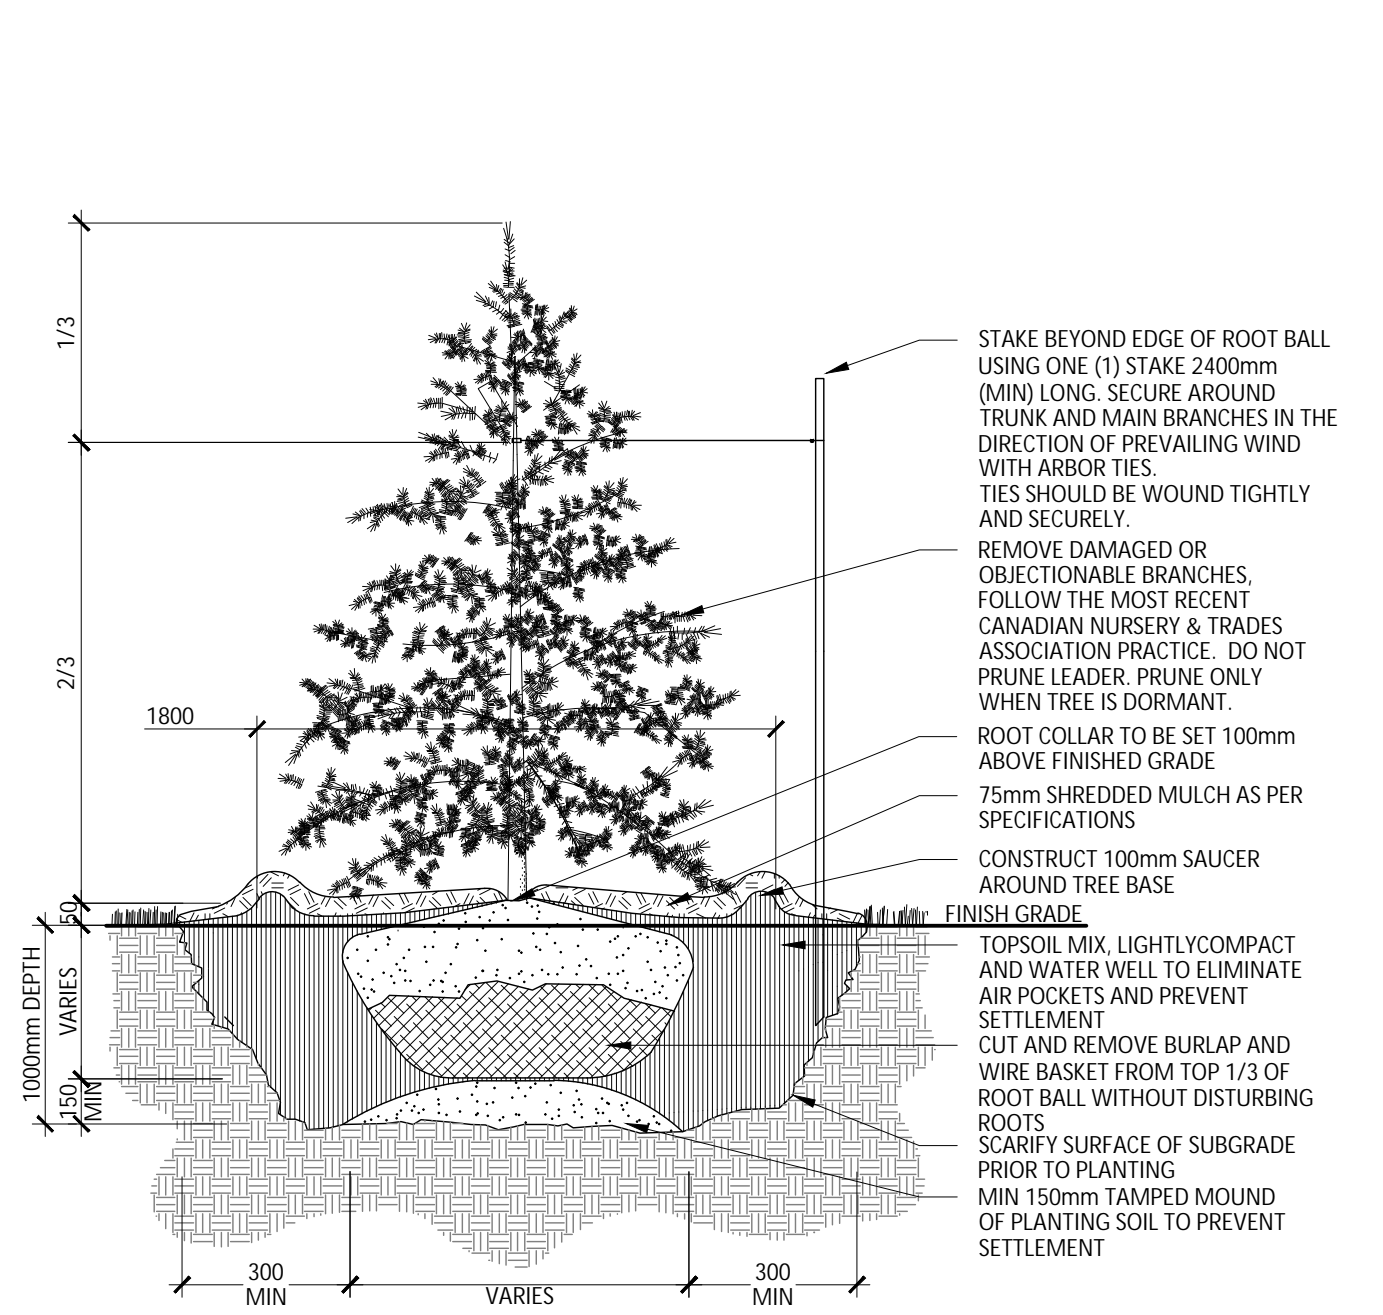 1/3
2/3
1800
50
1000mm DEPTH
VARIES
150
MIN
300
MIN
VARIES
300
MIN
STAKE BEYOND EDGE OF ROOT BALL
USING ONE (1) STAKE 2400mm
(MIN) LONG. SECURE AROUND
TRUNK AND MAIN BRANCHES IN THE
DIRECTION OF PREVAILING WIND
WITH ARBOR TIES.
TIES SHOULD BE WOUND TIGHTLY
AND SECURELY.
REMOVE DAMAGED OR
OBJECTIONABLE BRANCHES,
FOLLOW THE MOST RECENT
CANADIAN NURSERY & TRADES
ASSOCIATION PRACTICE. DO NOT
PRUNE LEADER. PRUNE ONLY
WHEN TREE IS DORMANT.
ROOT COLLAR TO BE SET 100mm
ABOVE FINISHED GRADE
75mm SHREDDED MULCH AS PER
SPECIFICATIONS
CONSTRUCT 100mm SAUCER
AROUND TREE BASE
FINISH GRADE
TOPSOIL MIX, LIGHTLYCOMPACT
AND WATER WELL TO ELIMINATE
AIR POCKETS AND PREVENT
SETTLEMENT
CUT AND REMOVE BURLAP AND
WIRE BASKET FROM TOP 1/3 OF
ROOT BALL WITHOUT DISTURBING
ROOTS
SCARIFY SURFACE OF SUBGRADE
PRIOR TO PLANTING
MIN 150mm TAMPED MOUND
OF PLANTING SOIL TO PREVENT
SETTLEMENT